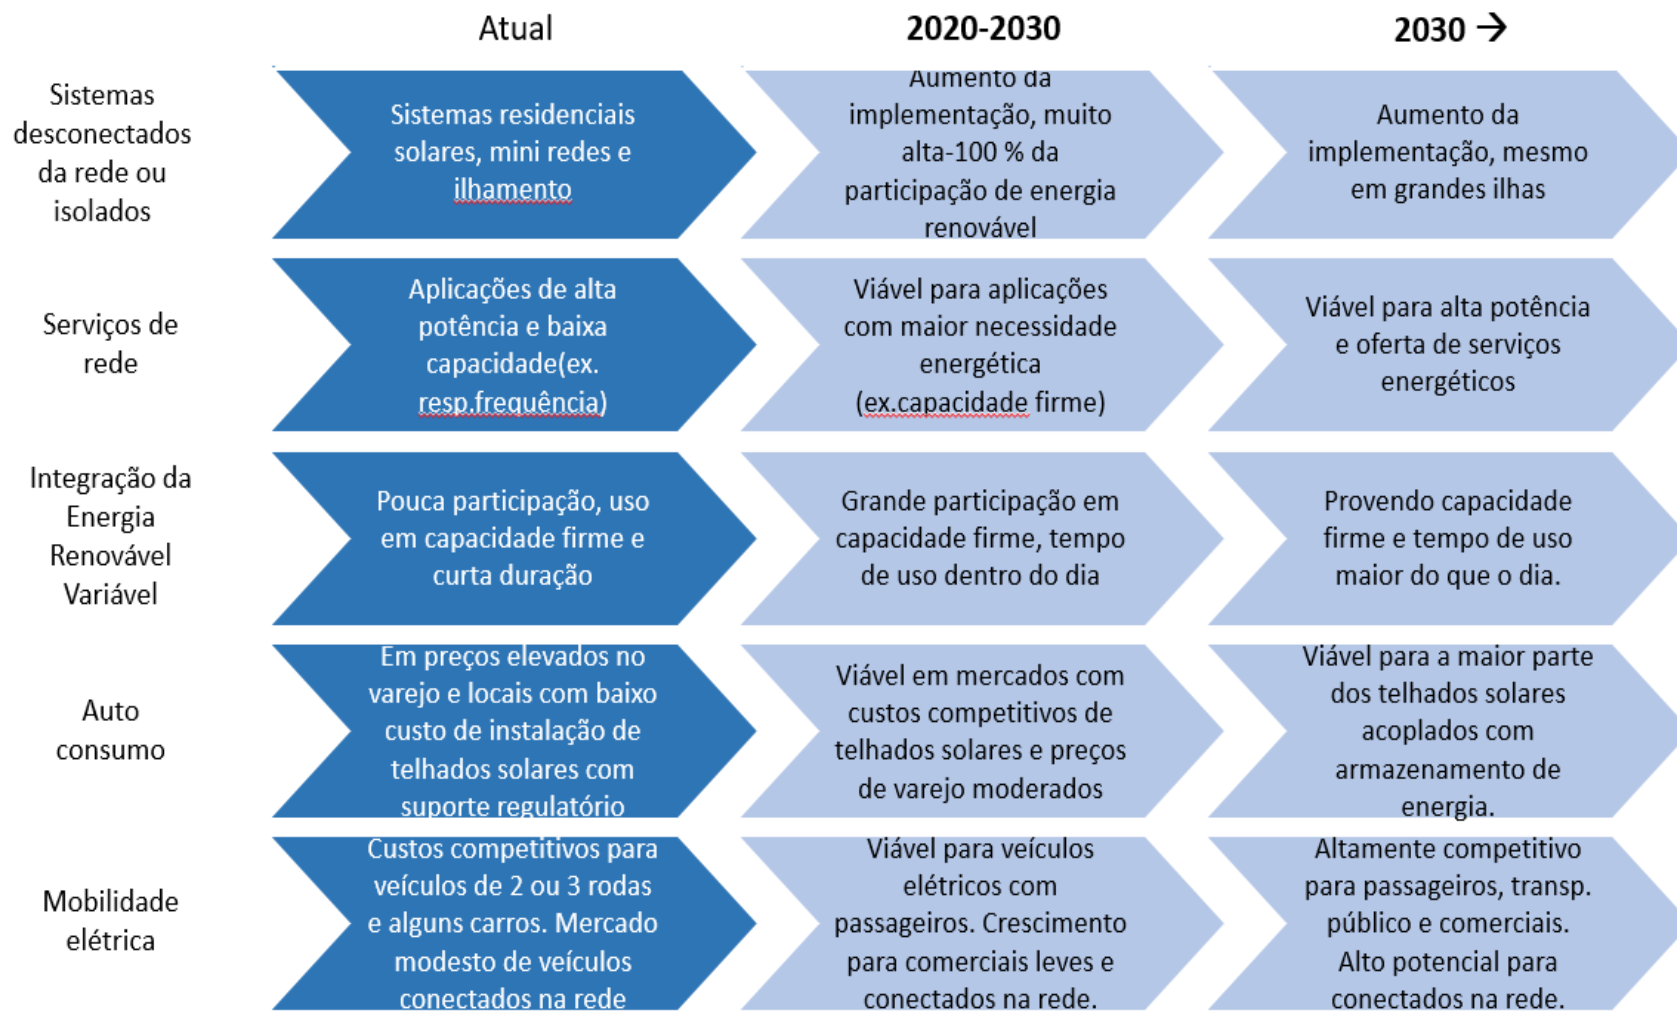 Atual
2020-2030
2030 →
Sistemas
desconectados
da rede ou
isolados
Sistemas residenciais
solares, mini redes e
ilhamento
Aumento da
implementação, muito
alta-100 % da
participação de energia
renovável
Aumento da
implementação, mesmo
em grandes ilhas
Serviços de
rede
Aplicações de alta
potência e baixa
capacidade(ex.
resp.frequência)
Viável para aplicações
com maior necessidade
energética
(ex.capacidade firme)
Viável para alta potência
e oferta de serviços
energéticos
Integração da
Energia
Renovável
Variável
Pouca participação, uso
em capacidade firme e
curta duração
Grande participação em
capacidade firme, tempo
de uso dentro do dia
Provendo capacidade
firme e tempo de uso
maior do que o dia.
Auto
consumo
Em preços elevados no
varejo e locais com baixo
custo de instalação de
telhados solares com
suporte regulatório
Viável em mercados com
custos competitivos de
telhados solares e preços
de varejo moderados
Viável para a maior parte
dos telhados solares
acoplados com
armazenamento de
energia.
Mobilidade
elétrica
Custos competitivos para
veículos de 2 ou 3 rodas
e alguns carros. Mercado
modesto de veículos
conectados na rede
Viável para veículos
elétricos com
passageiros. Crescimento
para comerciais leves e
conectados na rede.
Altamente competitivo
para passageiros, transp.
público e comerciais.
Alto potencial para
conectados na rede.